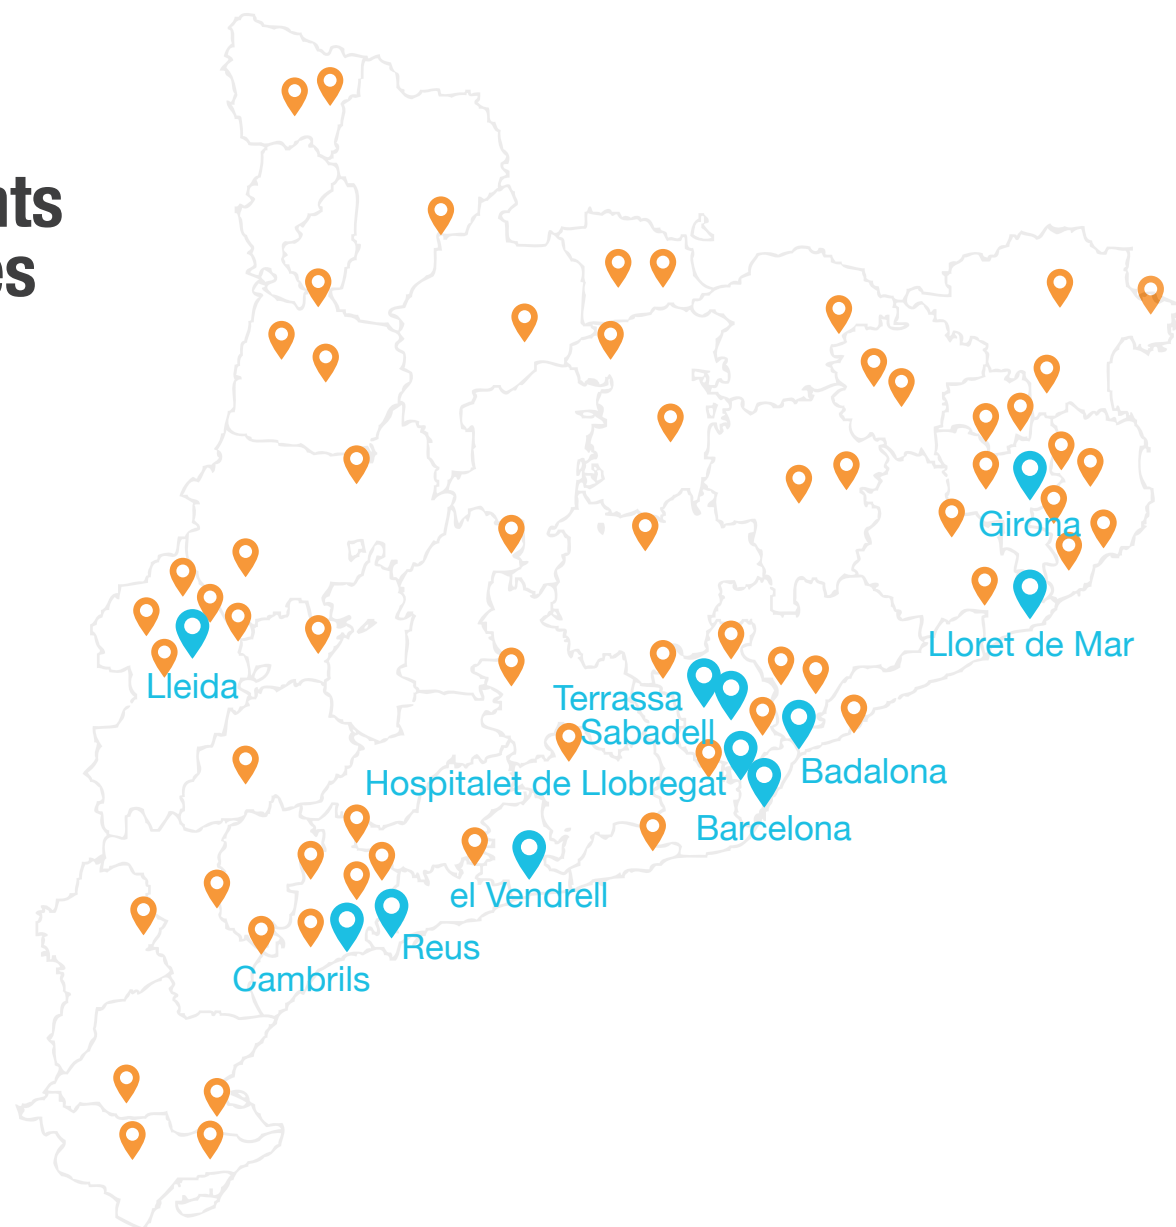 nts
es
Girona
Lloret de Mar
Lleida
Terrassa
Sabadell
Hospitalet de Llobregat
Badalona
Barcelona
el Vendrell
Reus
Cambrils